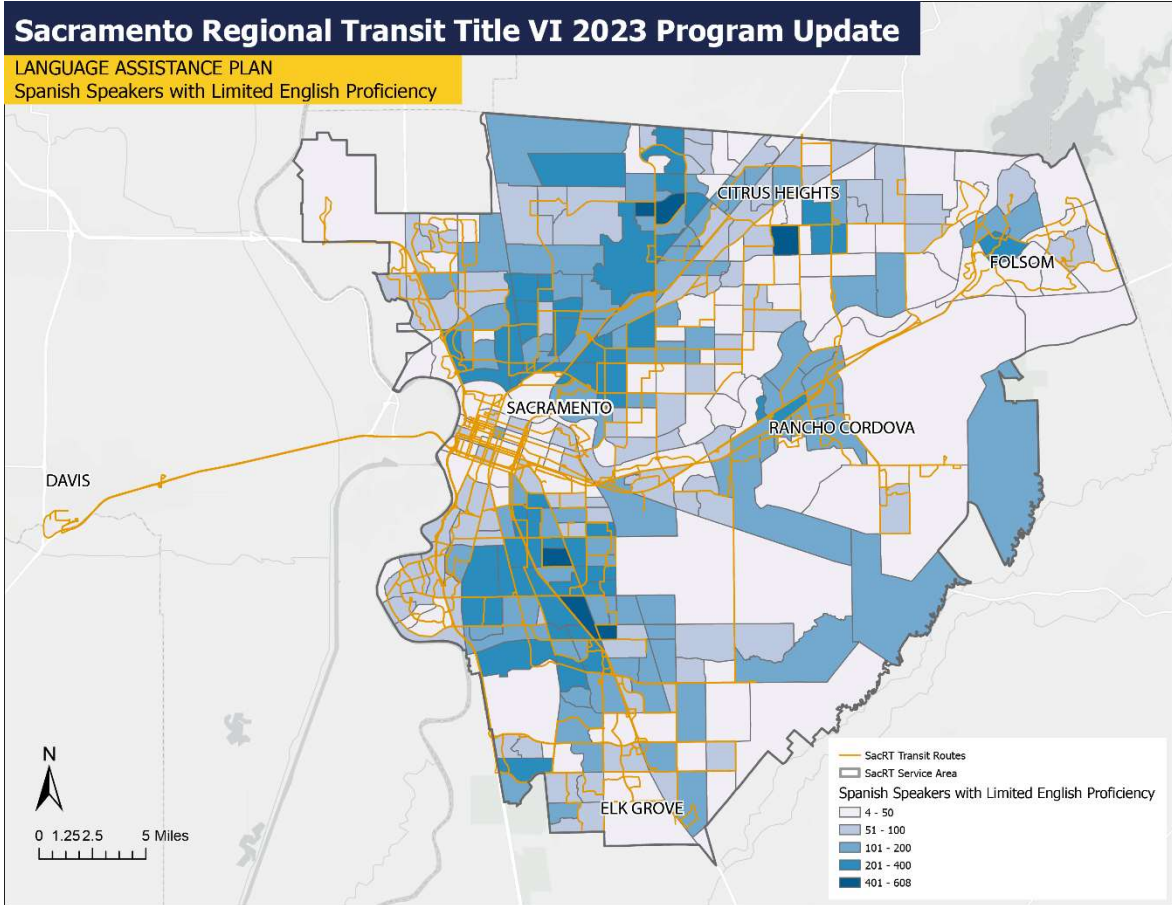 Sacramento Regional Transit Title VI 2023 Program Update
LANGUAGE ASSISTANCE PLAN
Spanish Speakers with Limited English Proficiency
CITRUS HEIGHTS
FOLSOM
SACRAMENTO
RANCHO CORDOVA
DAVIS
ELK GROVE
N
0 1.25 2.5 5 Miles
SacRT Transit Routes
SacRT Service Area
Spanish Speakers with Limited English Proficiency
4 - 50
51 - 100
101 - 200
201 - 400
401 - 608